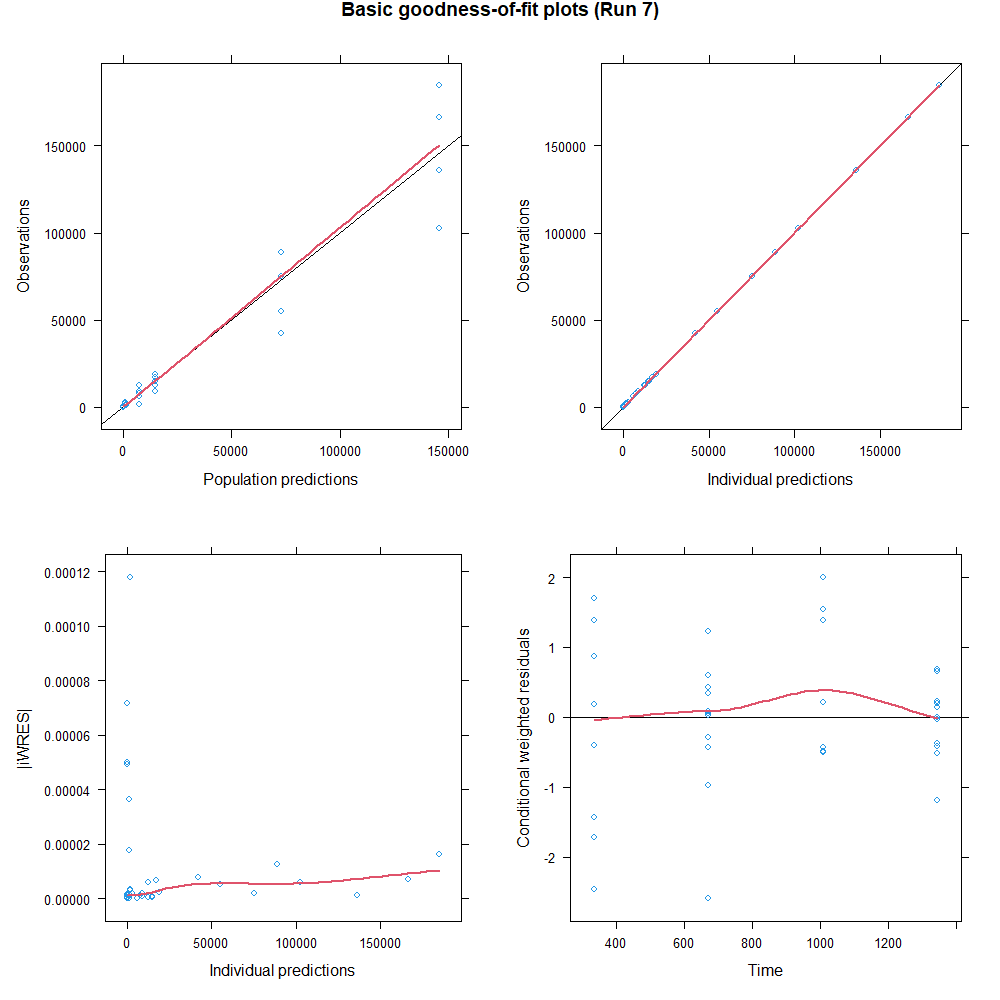 Basic goodness-of-fit plots (Run 7)
150000
100000
50000
0
Observations
0 50000 100000 150000
Population predictions
150000
100000
50000
0
Observations
0 50000 100000 150000
Individual predictions
0.00012
0.00010
0.00008
0.00006
0.00004
0.00002
0.00000
|iWRES|
0 50000 100000 150000
Individual predictions
2
1
0
-1
-2
Conditional weighted residuals
400 600 800 1000 1200
Time